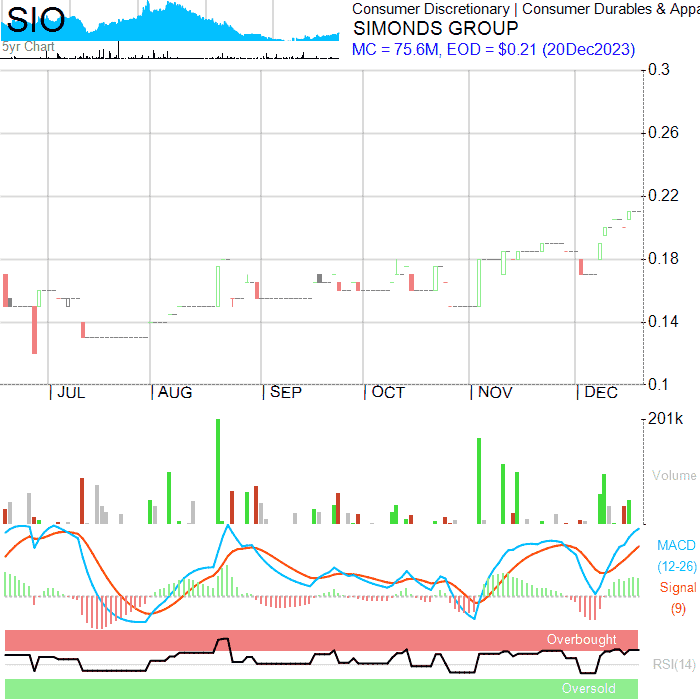 SIO
5yr Chart
Consumer Discretionary | Consumer Durables & Appa
SIMONDS GROUP
MC = 75.6M, EOD = $0.21 (20Dec2023)
0.3
0.26
0.22
0.18
0.14
0.1
JUL AUG SEP OCT NOV DEC
201k
Volume
MACD
(12-26)
Signal
(9)
Overbought
RSI(14)
Oversold